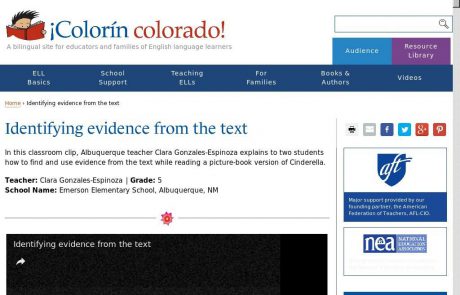 ¡Colorín colorado!
A bilingual site for educators and families of English language learners
Audience
Resource
Library
ELL
Basics
School
Support
Teaching
ELLs
For
Families
Books &
Authors
Videos
Home › Identifying evidence from the text
Identifying evidence from the text
In this classroom clip, Albuquerque teacher Clara Gonzales-Espinoza explains to two students
how to find and use evidence from the text while reading a picture-book version of Cinderella.
Teacher: Clara Gonzales-Espinoza | Grade: 5
School Name: Emerson Elementary School, Albuquerque, NM
Identifying evidence from the text
aft
Major support provided by our
founding partner, the American
Federation of Teachers, AFL-CIO.
nea
NATIONAL
EDUCATION
ASSOCIATION